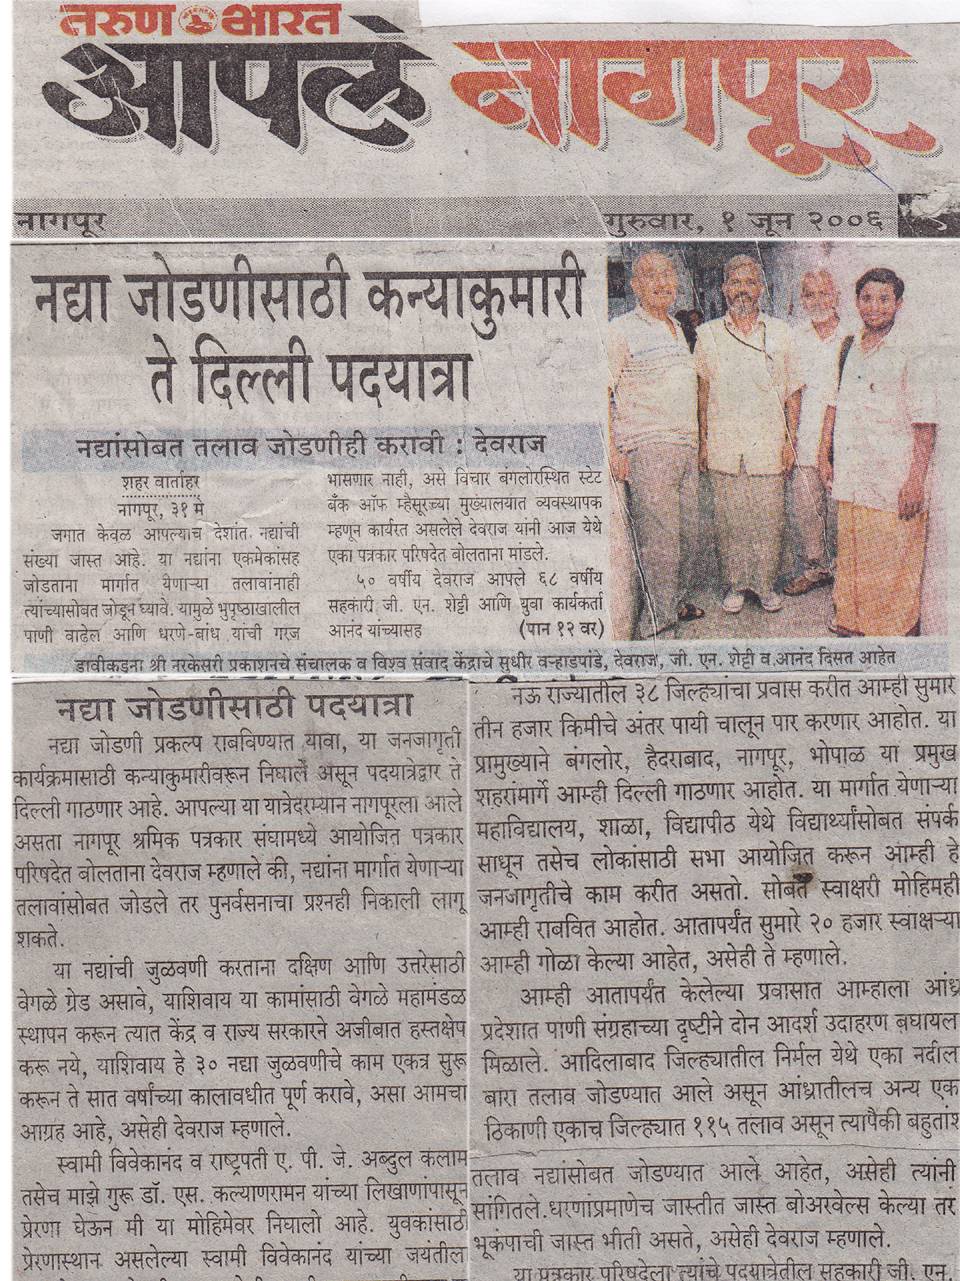 तरुण भारत
आपले नागपूर
नागपूर
गुरुवार, १ जून २००६
नद्या जोडणीसाठी कन्याकुमारी
ते दिल्ली पदयात्रा
नद्यांसोबत तलाव जोडणीही करावी : देवराज
शहर वार्ताहर
नागपूर, ३१ मे
जगात केवळ आपल्याच देशांत नद्यांची
संख्या जास्त आहे. या नद्यांना एकमेकांसह
जोडताना मार्गात येणाऱ्या तलावांनाही
त्यांच्यासोबत जोडून घ्यावे. यामुळे भुपृष्ठाखालील
पाणी वाढेल आणि धरणे-बांध यांची गरज
भासणार नाही, असे विचार बंगलोरस्थित स्टेट
बँक ऑफ म्हैसूरच्या मुख्यालयात व्यवस्थापक
म्हणून कार्यरत असलेले देवराज यांनी आज येथे
एका पत्रकार परिषदेत बोलताना मांडले.
५० वर्षीय देवराज आपले ६८ वर्षीय
सहकारी जी. एन. शेट्टी आणि युवा कार्यकर्ता
आनंद यांच्यासह (पान १२ वर)
डावीकडना श्री नरकेसरी प्रकाशनचे संचालक व विश्व संवाद केंद्राचे सुधीर वऱ्हाडपांडे, देवराज, जी. एन. शेट्टी व आनंद दिसत आहेत
नद्या जोडणीसाठी पदयात्रा
नद्या जोडणी प्रकल्प राबविण्यात यावा, या जनजागृती
कार्यक्रमासाठी कन्याकुमारीवरून निघाले असून पदयात्रेद्वार ते
दिल्ली गाठणार आहे. आपल्या या यात्रेदरम्यान नागपूरला आले
असता नागपूर श्रमिक पत्रकार संघामध्ये आयोजित पत्रकार
परिषदेत बोलताना देवराज म्हणाले की, नद्यांना मार्गात येणाऱ्या
तलावांसोबत जोडले तर पुनर्वसनाचा प्रश्नही निकाली लागू
शकते.
या नद्यांची जुळवणी करताना दक्षिण आणि उत्तरेसाठी
वेगळे ग्रेड असावे, याशिवाय या कामांसाठी वेगळे महामंडळ
स्थापन करून त्यात केंद्र व राज्य सरकारने अजीबात हस्तक्षेप
करू नये, याशिवाय हे ३० नद्या जुळवणीचे काम एकत्र सुरू
करून ते सात वर्षांच्या कालावधीत पूर्ण करावे, असा आमचा
आग्रह आहे, असेही देवराज म्हणाले.
स्वामी विवेकानंद व राष्ट्रपती ए. पी. जे. अब्दुल कलाम
तसेच माझे गुरू डॉ. एस. कल्याणरामन यांच्या लिखाणांपासून
प्रेरणा घेऊन मी या मोहिमेवर निघालो आहे. युवकांसाठी
प्रेरणास्थान असलेल्या स्वामी विवेकानंद यांच्या जयंतील
नऊ राज्यातील ३८ जिल्ह्यांचा प्रवास करीत आम्ही सुमारे
तीन हजार किमीचे अंतर पायी चालून पार करणार आहोत. या
प्रामुख्याने बंगलोर, हैदराबाद, नागपूर, भोपाळ या प्रमुख
शहरांमार्गे आम्ही दिल्ली गाठणार आहोत. या मार्गात येणाऱ्या
महाविद्यालय, शाळा, विद्यापीठ येथे विद्यार्थ्यांसोबत संपर्क
साधून तसेच लोकांसाठी सभा आयोजित करून आम्ही हे
जनजागृतीचे काम करीत असतो. सोबत स्वाक्षरी मोहिमही
आम्ही राबवित आहोत. आतापर्यंत सुमारे २० हजार स्वाक्षऱ्या
आम्ही गोळा केल्या आहेत, असेही ते म्हणाले.
आम्ही आतापर्यंत केलेल्या प्रवासात आम्हाला आंध्र
प्रदेशात पाणी संग्रहाच्या दृष्टीने दोन आदर्श उदाहरण बघायल
मिळाले. आदिलाबाद जिल्ह्यातील निर्मल येथे एका नदीला
बारा तलाव जोडण्यात आले असून आंध्रातीलच अन्य एक
ठिकाणी एकाच जिल्ह्यात ११५ तलाव असून त्यापैकी बहुतांश
तलाव नद्यांसोबत जोडण्यात आले आहेत, असेही त्यांनी
सांगितले.धरणांप्रमाणेच जास्तीत जास्त बोअरवेल्स केल्या तर
भूकंपाची जास्त भीती असते, असेही देवराज म्हणाले.
या पत्रकार परिषदेला त्यांचे पदयात्रेतील सहकारी जी. एन.